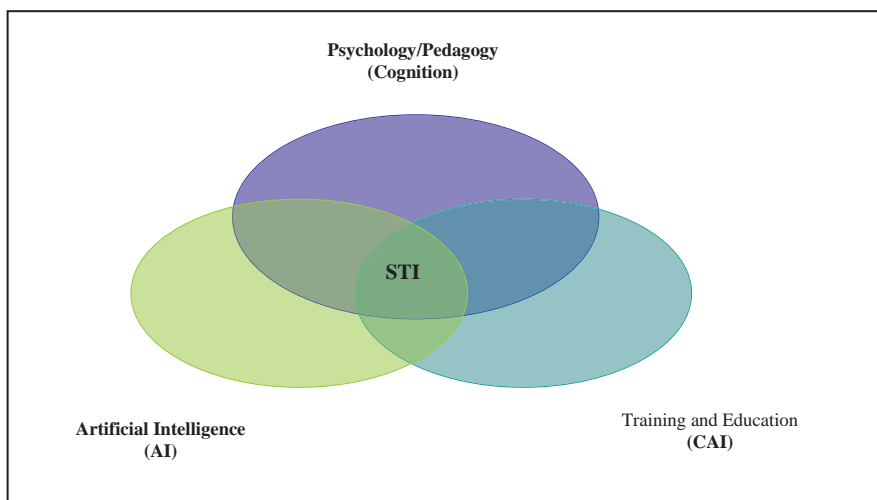 Psychology/Pedagogy
(Cognition)
STI
Artificial Intelligence
(AI)
Training and Education
(CAI)